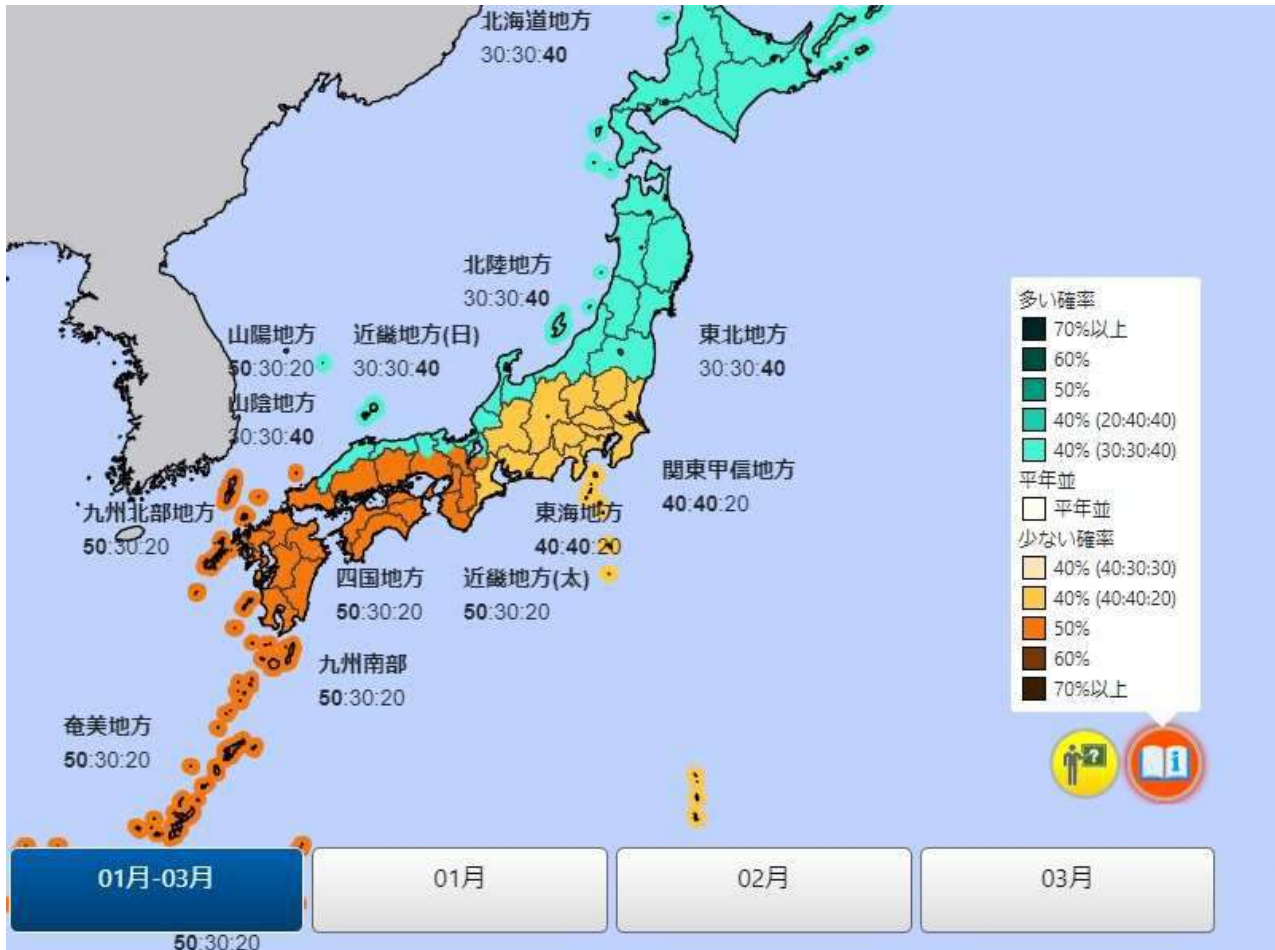 北海道地方
30:30:40
北陸地方
30:30:40
山陽地方
50:30:20
近畿地方(日)
30:30:40
東北地方
30:30:40
山陰地方
30:30:40
関東甲信地方
40:40:20
九州北部地方
50:30:20
東海地方
40:40:20
四国地方
50:30:20
近畿地方(太)
50:30:20
九州南部
50:30:20
奄美地方
50:30:20
多い確率
70%以上
60%
50%
40% (20:40:40)
40% (30:30:40)
平年並
平年並
少ない確率
40% (40:30:30)
40% (40:40:20)
50%
60%
70%以上
?
i
01月-03月
01月
02月
03月
50:30:20